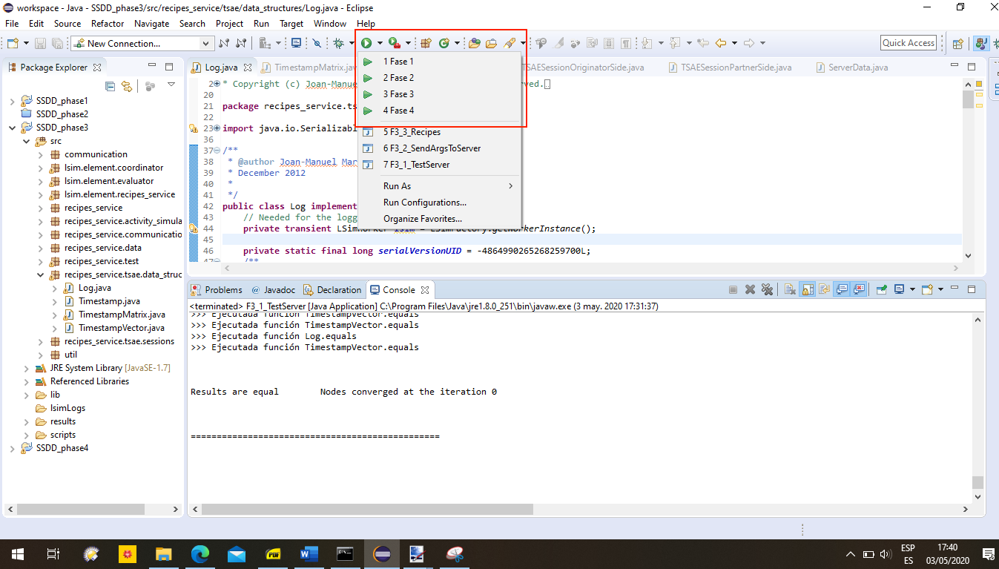 workspace - Java - SSDD_phase3/src/recipes_service/tsae/data_structures/Log.java - Eclipse
File Edit Source Refactor Navigate Search Project Run Target Window Help
New Connection...
Quick Access
Package Explorer
SSDD_phase1
SSDD_phase2
SSDD_phase3
src
communication
lsim.element.coordinator
lsim.element.evaluator
lsim.element.recipes_service
recipes_service
recipes_service.activity_simula
recipes_service.communicatio
recipes_service.data
recipes_service.test
recipes_service.tsae.data_struc
Log.java
Timestamp.java
TimestampMatrix.java
TimestampVector.java
recipes_service.tsae.sessions
util
JRE System Library [JavaSE-1.7]
Referenced Libraries
lib
lsimLogs
results
scripts
SSDD_phase4
1 Fase 1
2 Fase 2
3 Fase 3
4 Fase 4
5 F3_3_Recipes
6 F3_2_SendArgsToServer
7 F3_1_TestServer
Run As
Run Configurations...
Organize Favorites...
Log.java TimestampMatrix.jav TSAESessionOriginatorSide.java TSAESessionPartnerSide.java ServerData.java
2 * Copyright (c) Joan-Manue rved.
20
21 package recipes_service.ts
22
23 import java.io.Serializabl
36
37 /**
38 * @author Joan-Manuel Mar
39 * December 2012
40 *
41 */
42 public class Log implement
43 // Needed for the logg
44 private transient LSimWorker lsim = LSimFactory.getWorkerInstance();
45
46 private static final long serialVersionUID = -4864990265268259700L;
47 /**
Problems @ Javadoc Declaration Console
<terminated> F3_1_TestServer [Java Application] C:\Program Files\Java\jre1.8.0_251\bin\javaw.exe (3 may. 2020 17:31:37)
>>> Ejecutada función TimestampVector.equals
>>> Ejecutada función TimestampVector.equals
>>> Ejecutada función Log.equals
>>> Ejecutada función TimestampVector.equals
Results are equal Nodes converged at the iteration 0
================================================
PDF
W
ESP
ES
17:40
03/05/2020